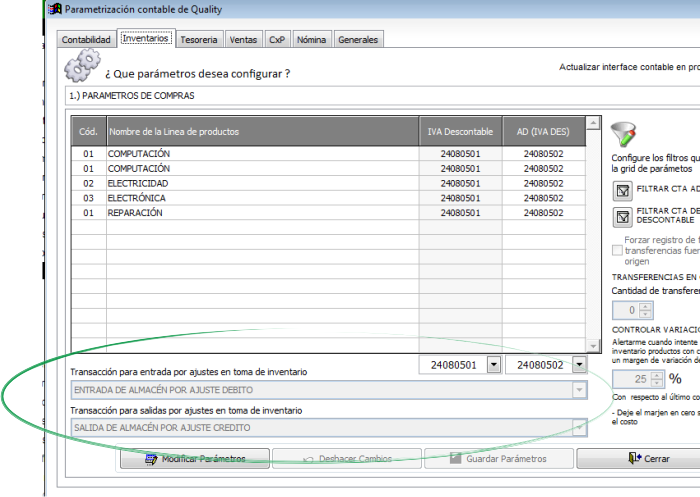 Parametrización contable de Quality
Contabilidad Inventarios Tesoreria Ventas CxP Nómina Generales
¿ Que parámetros desea configurar ?
Actualizar interface contable en
1.) PARAMETROS DE COMPRAS
Cód. Nombre de la Linea de productos IVA Descontable AD (IVA DES)
01 COMPUTACIÓN 24080501 24080502
01 COMPUTACIÓN 24080501 24080502
02 ELECTRICIDAD 24080501 24080502
03 ELECTRÓNICA 24080501 24080502
01 REPARACIÓN 24080501 24080502
Configure los filtros
la grid de parámetos
FILTRAR CTA AD
FILTRAR CTA DE
DESCONTABLE
Forzar registro de
transferencias
origen
TRANSFERENCIAS EN
Cantidad de
0
CONTROLAR
Alertarme cuando intente
inventario productos con
un margen de variación
25 %
Con respecto al último
- Deje el marjen en cero
el costo
24080501 24080502
Transacción para entrada por ajustes en toma de inventario
ENTRADA DE ALMACÉN POR AJUSTE DEBITO
Transacción para salidas por ajustes en toma de inventario
SALIDA DE ALMACÉN POR AJUSTE CREDITO
Modificar Parámetros Deshacer Cambios Guardar Parámetros Cerrar